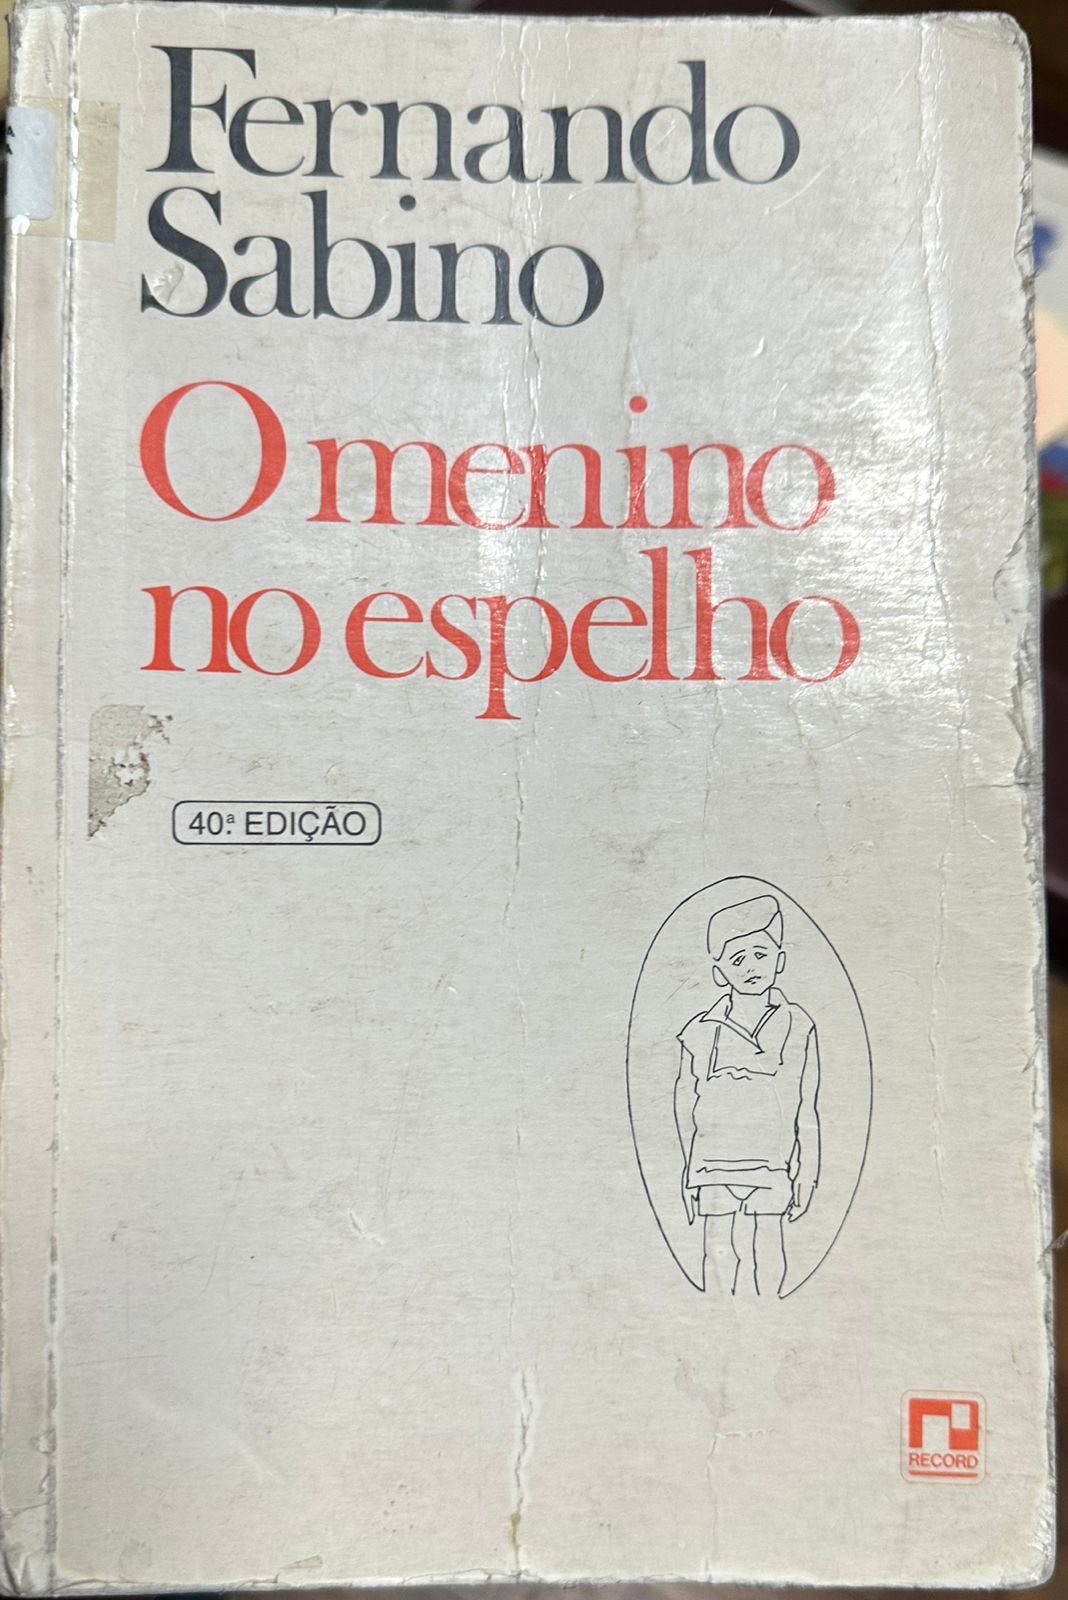 Fernando
Sabino
O menino
no espelho
40ª EDIÇÃO
RECORD